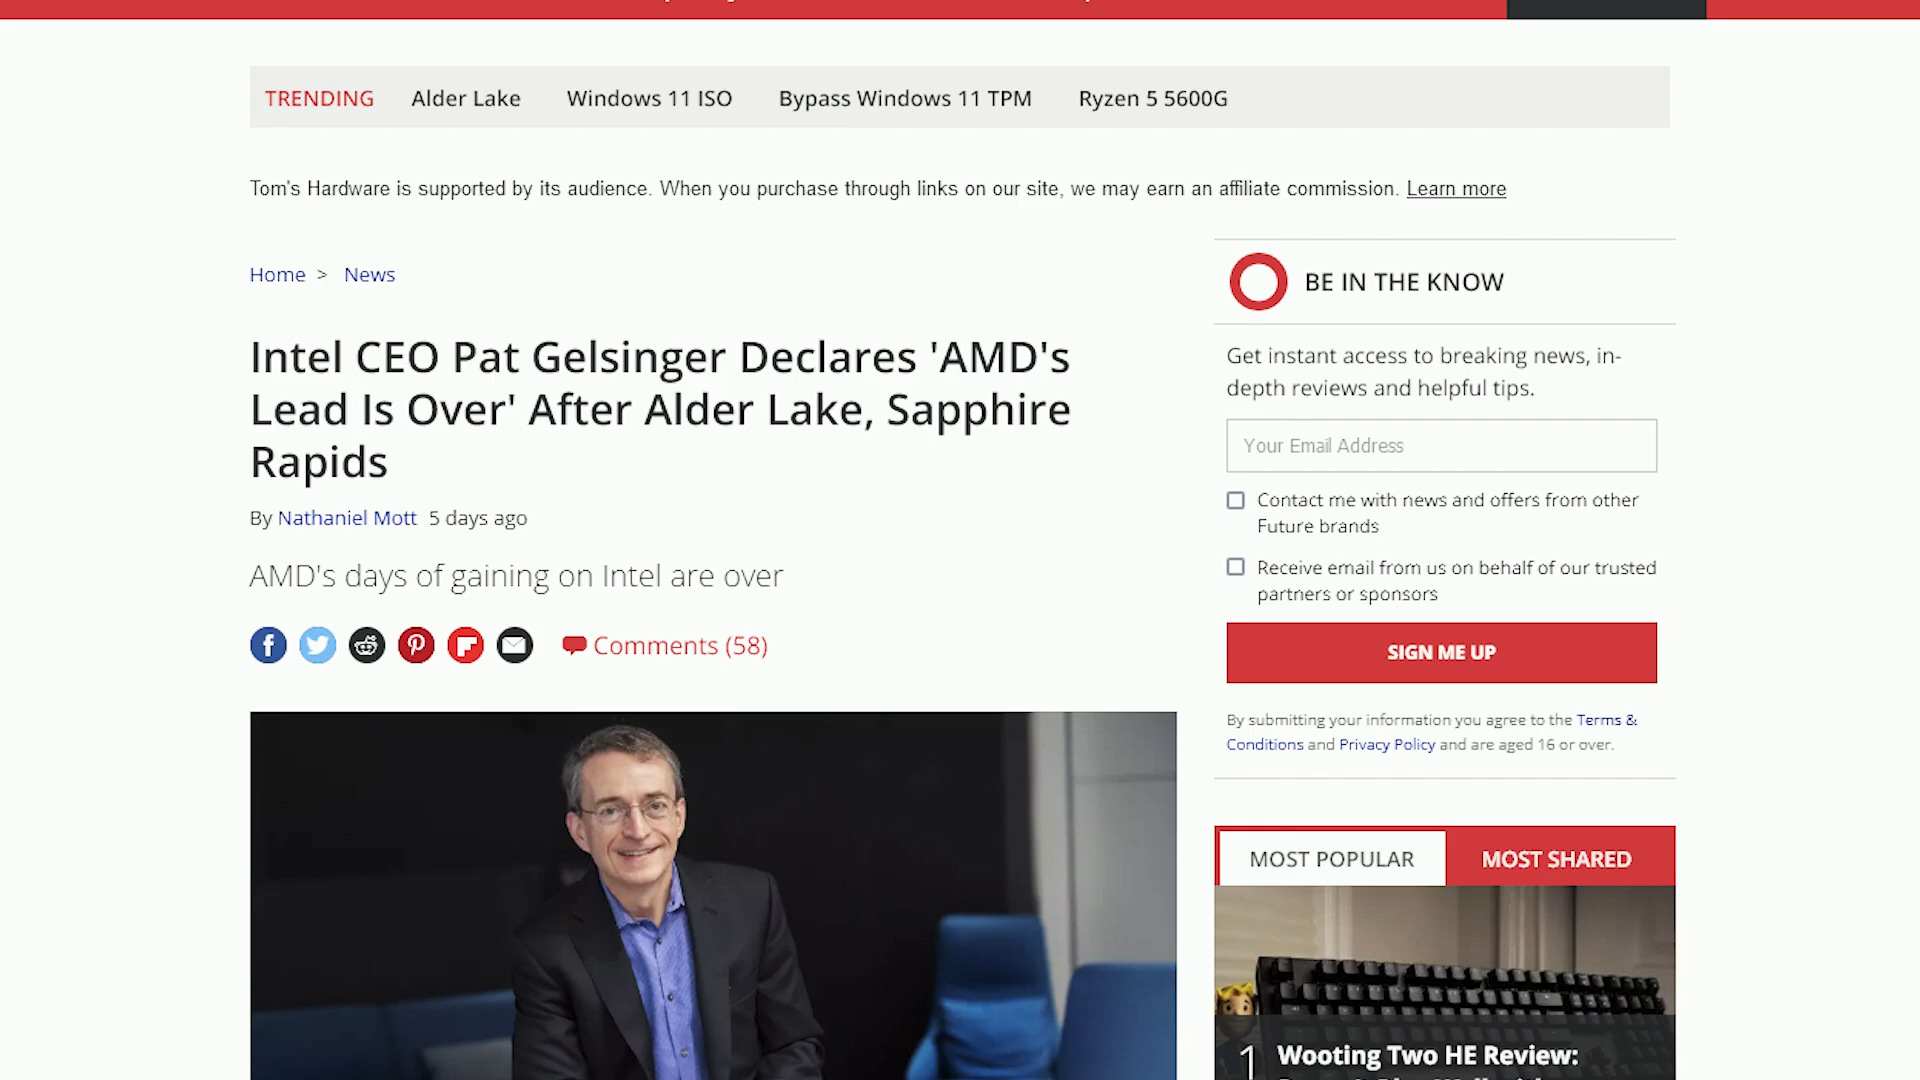 TRENDING Alder Lake Windows 11 ISO Bypass Windows 11 TPM Ryzen 5 5600G
Tom's Hardware is supported by its audience. When you purchase through links on our site, we may earn an affiliate commission. Learn more
Home > News
Intel CEO Pat Gelsinger Declares 'AMD's
Lead Is Over' After Alder Lake, Sapphire
Rapids
By Nathaniel Mott 5 days ago
AMD's days of gaining on Intel are over
Comments (58)
BE IN THE KNOW
Get instant access to breaking news, in-
depth reviews and helpful tips.
Your Email Address
Contact me with news and offers from other
Future brands
Receive email from us on behalf of our trusted
partners or sponsors
SIGN ME UP
By submitting your information you agree to the Terms &
Conditions and Privacy Policy and are aged 16 or over.
MOST POPULAR MOST SHARED
1 Wooting Two HE Review: